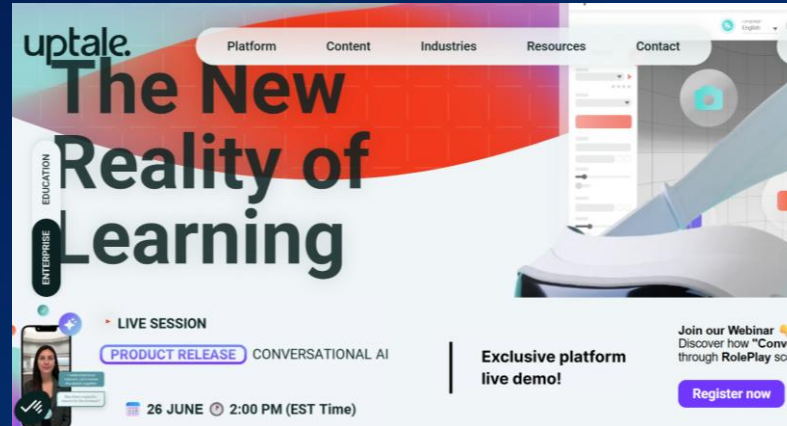 uptale.
Platform
Content
Industries
Resources
Contact
English
The New
Reality of
Learning
EDUCATION
ENTERPRISE
LIVE SESSION
PRODUCT RELEASE CONVERSATIONAL AI
26 JUNE 2:00 PM (EST Time)
Exclusive platform
live demo!
Join our Webinar
Discover how "Conv
through RolePlay sc
Register now